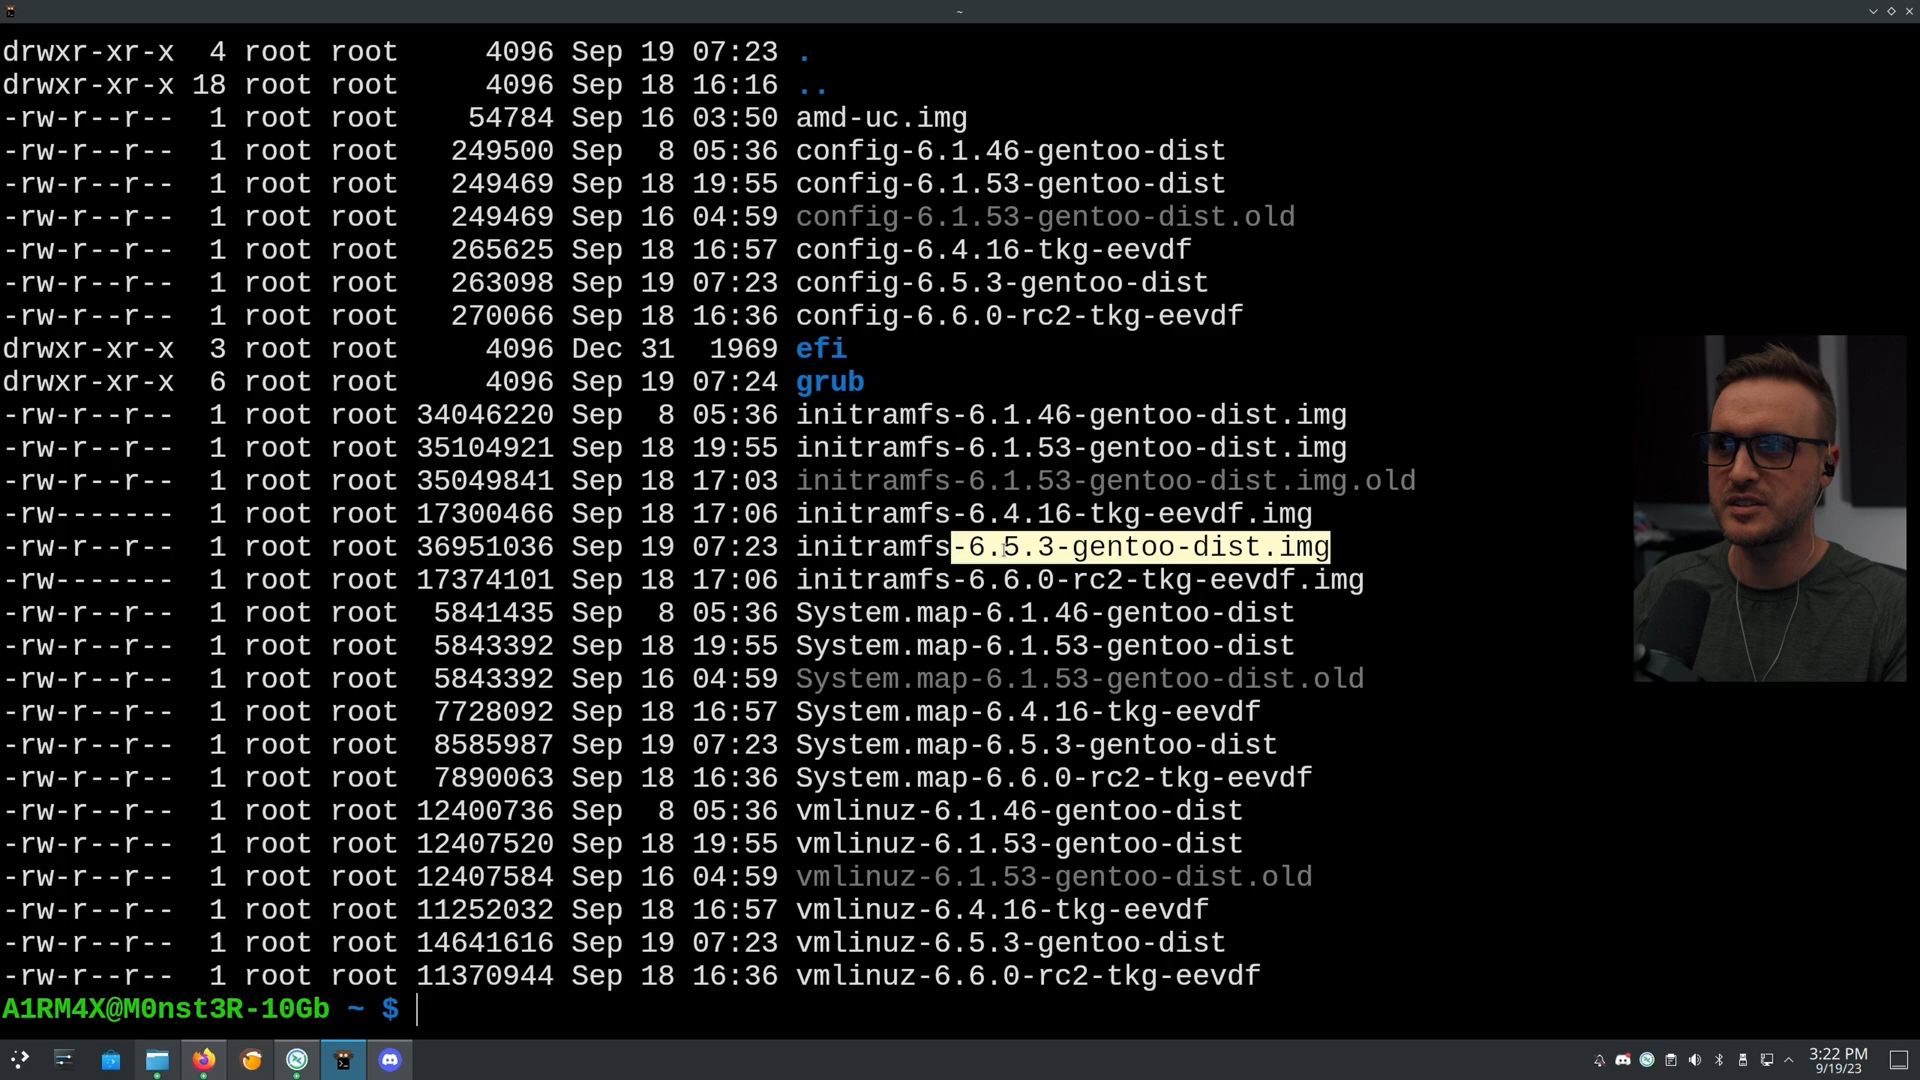 ~
drwxr-xr-x  4 root root     4096 Sep 19 07:23 .
drwxr-xr-x 18 root root     4096 Sep 18 16:16 ..
-rw-r--r--  1 root root    54784 Sep 16 03:50 amd-uc.img
-rw-r--r--  1 root root   249500 Sep  8 05:36 config-6.1.46-gentoo-dist
-rw-r--r--  1 root root   249469 Sep 18 19:55 config-6.1.53-gentoo-dist
-rw-r--r--  1 root root   249469 Sep 16 04:59 config-6.1.53-gentoo-dist.old
-rw-r--r--  1 root root   265625 Sep 18 16:57 config-6.4.16-tkg-eevdf
-rw-r--r--  1 root root   263098 Sep 19 07:23 config-6.5.3-gentoo-dist
-rw-r--r--  1 root root   270066 Sep 18 16:36 config-6.6.0-rc2-tkg-eevdf
drwxr-xr-x  3 root root     4096 Dec 31  1969 efi
drwxr-xr-x  6 root root     4096 Sep 19 07:24 grub
-rw-r--r--  1 root root 34046220 Sep  8 05:36 initramfs-6.1.46-gentoo-dist.img
-rw-r--r--  1 root root 35104921 Sep 18 19:55 initramfs-6.1.53-gentoo-dist.img
-rw-r--r--  1 root root 35049841 Sep 18 17:03 initramfs-6.1.53-gentoo-dist.img.old
-rw-------  1 root root 17300466 Sep 18 17:06 initramfs-6.4.16-tkg-eevdf.img
-rw-r--r--  1 root root 36951036 Sep 19 07:23 initramfs-6.5.3-gentoo-dist.img
-rw-------  1 root root 17374101 Sep 18 17:06 initramfs-6.6.0-rc2-tkg-eevdf.img
-rw-r--r--  1 root root  5841435 Sep  8 05:36 System.map-6.1.46-gentoo-dist
-rw-r--r--  1 root root  5843392 Sep 18 19:55 System.map-6.1.53-gentoo-dist
-rw-r--r--  1 root root  5843392 Sep 16 04:59 System.map-6.1.53-gentoo-dist.old
-rw-r--r--  1 root root  7728092 Sep 18 16:57 System.map-6.4.16-tkg-eevdf
-rw-r--r--  1 root root  8585987 Sep 19 07:23 System.map-6.5.3-gentoo-dist
-rw-r--r--  1 root root  7890063 Sep 18 16:36 System.map-6.6.0-rc2-tkg-eevdf
-rw-r--r--  1 root root 12400736 Sep  8 05:36 vmlinuz-6.1.46-gentoo-dist
-rw-r--r--  1 root root 12407520 Sep 18 19:55 vmlinuz-6.1.53-gentoo-dist
-rw-r--r--  1 root root 12407584 Sep 16 04:59 vmlinuz-6.1.53-gentoo-dist.old
-rw-r--r--  1 root root 11252032 Sep 18 16:57 vmlinuz-6.4.16-tkg-eevdf
-rw-r--r--  1 root root 14641616 Sep 19 07:23 vmlinuz-6.5.3-gentoo-dist
-rw-r--r--  1 root root 11370944 Sep 18 16:36 vmlinuz-6.6.0-rc2-tkg-eevdf
A1RM4X@M0nst3R-10Gb ~ $
3:22 PM
9/19/23